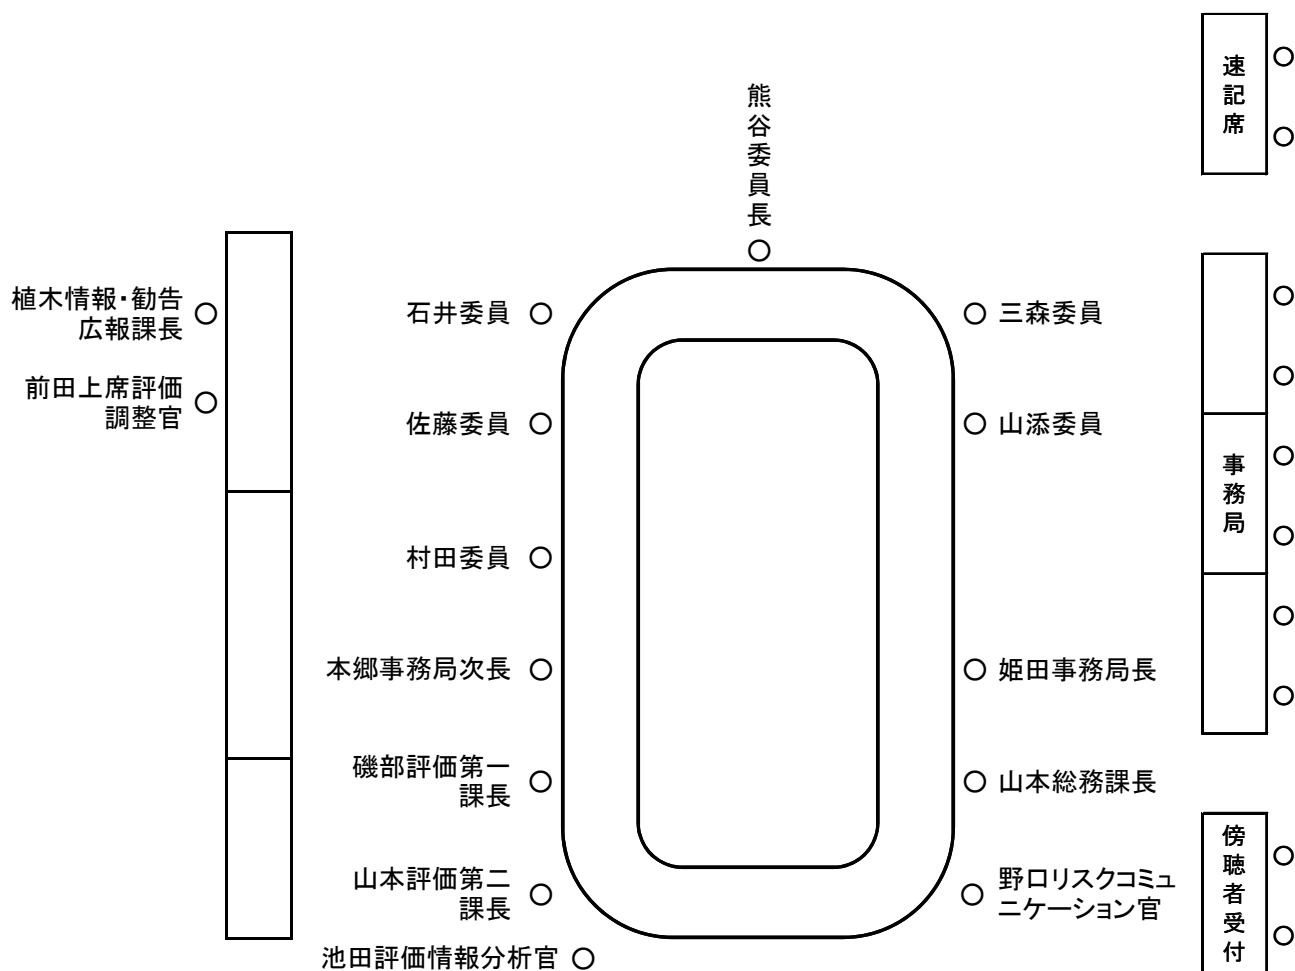 速記席
熊谷委員長
植木情報・勧告
広報課長
石井委員
三森委員
前田上席評価
調整官
佐藤委員
山添委員
事務局
村田委員
本郷事務局次長
姫田事務局長
磯部評価第一
課長
山本総務課長
傍聴者受付
山本評価第二
課長
野口リスクコミュ
ニケーション官
池田評価情報分析官